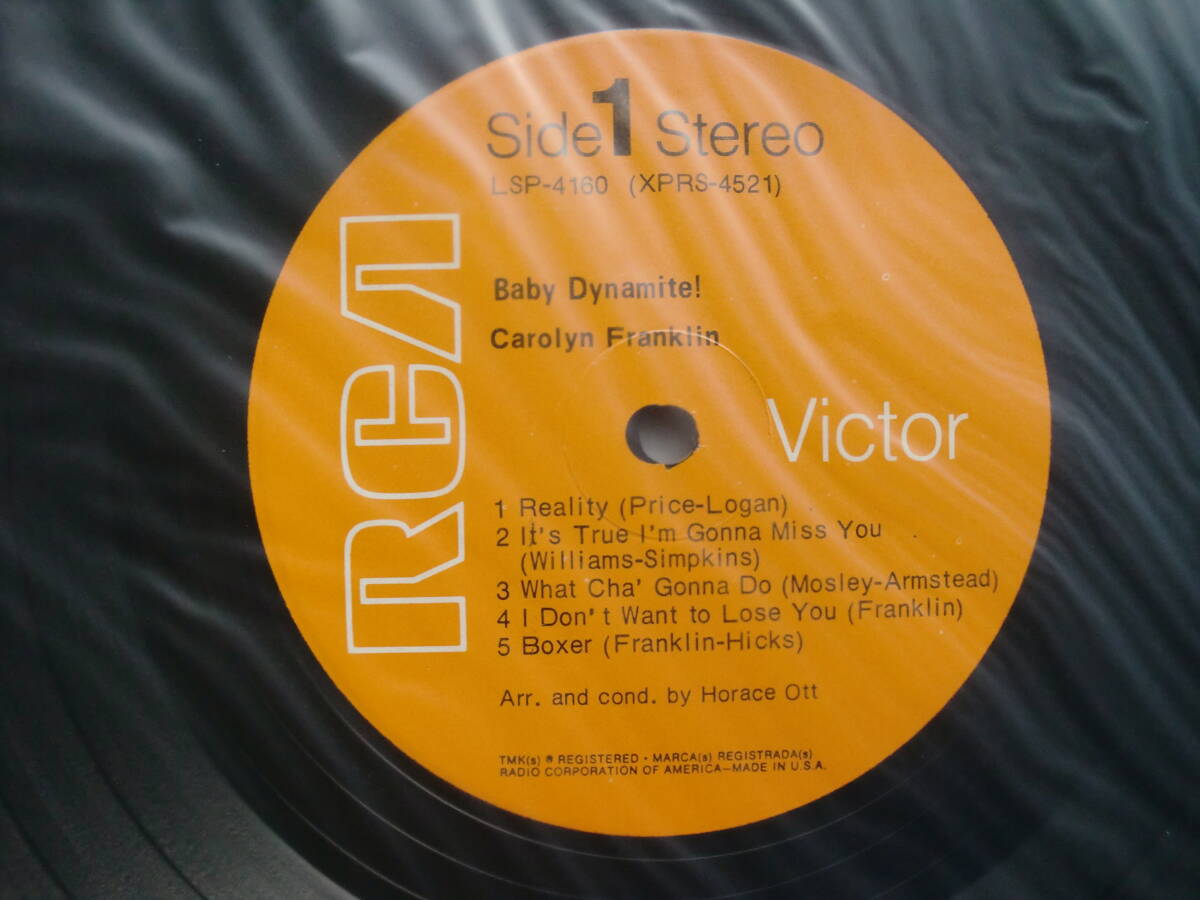 Side 1 Stereo
LSP-4160 (XPRS-4521)
RCA
Baby Dynamite!
Carolyn Franklin
Victor
1 Reality (Price-Logan)
2 It's True I'm Gonna Miss You
(Williams-Simpkins)
3 What Cha' Gonna Do (Mosley-Armstead)
4 I Don't Want to Lose You (Franklin)
5 Boxer (Franklin-Hicks)
Arr. and cond. by Horace Ott
TMK(s) ® REGISTERED • MARCA(s) REGISTRADA(s)
RADIO CORPORATION OF AMERICA—MADE IN U.S.A.